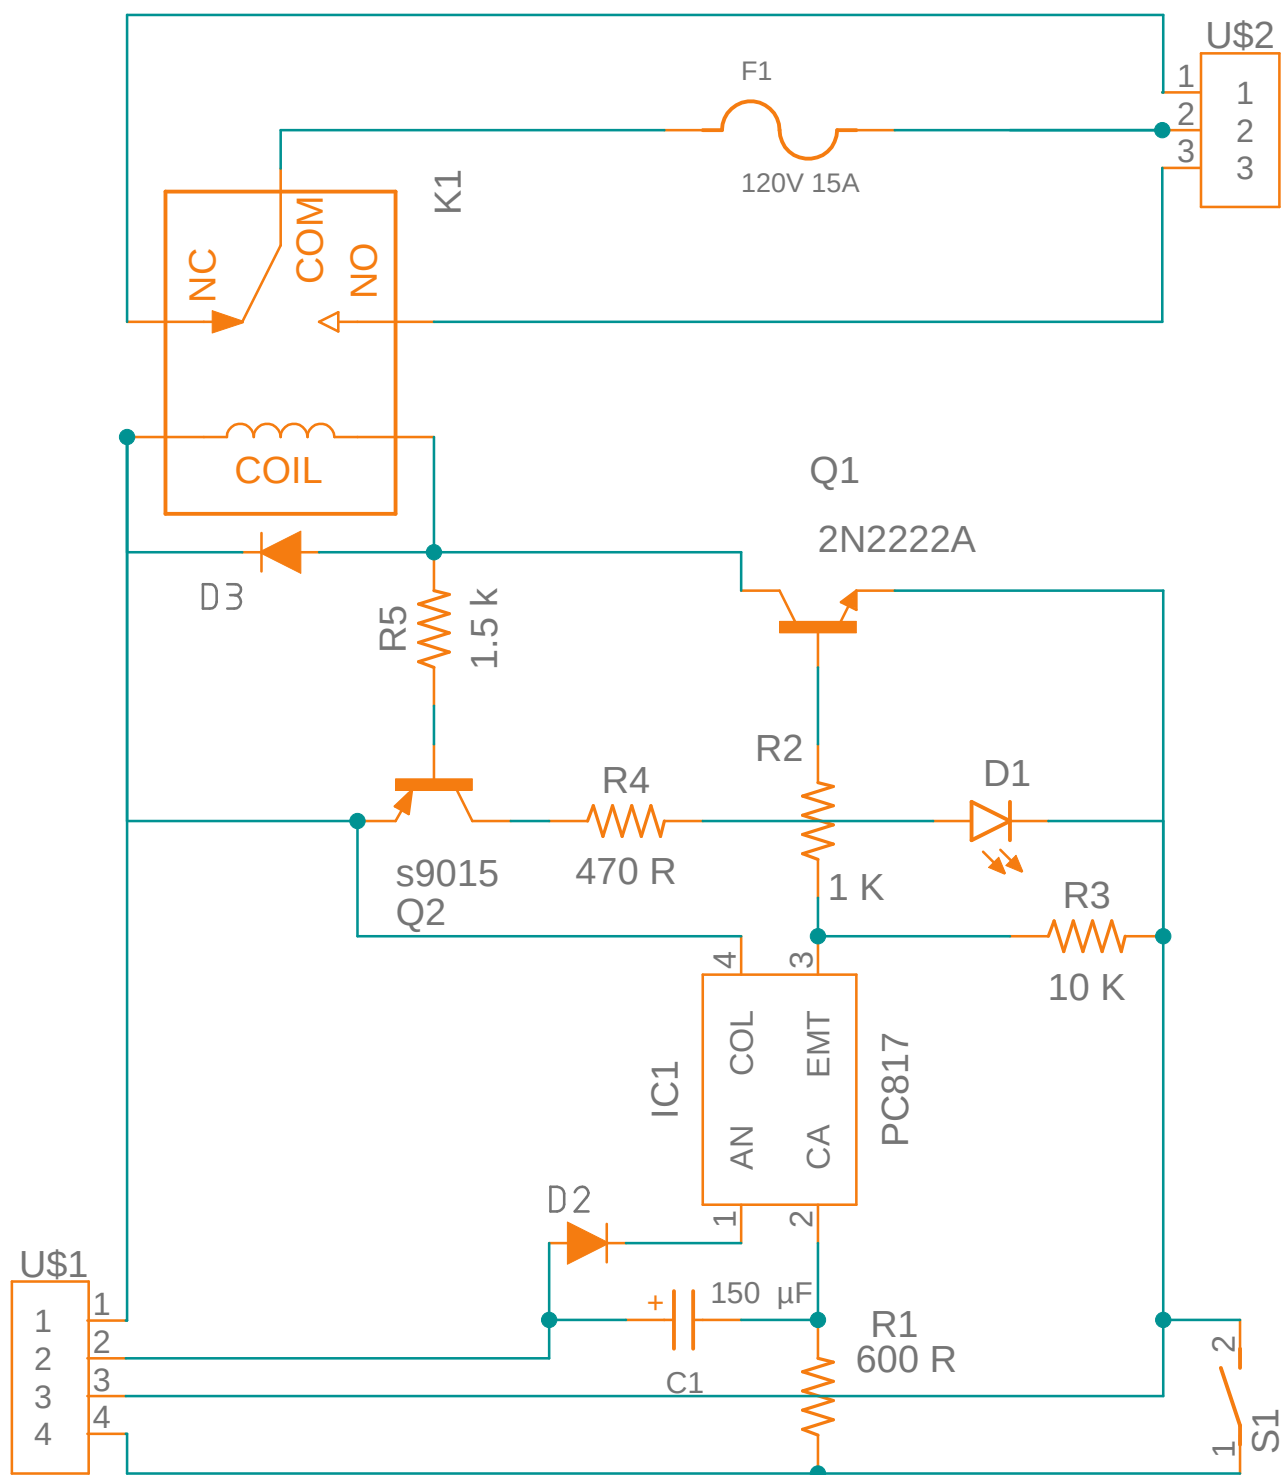 U$2
1
2
3
1
2
3
F1
120V 15A
K1
NC
COM
NO
COIL
Q1
2N2222A
D3
R5
1.5 k
R2
1 K
R4
470 R
D1
s9015
Q2
R3
10 K
4
3
COL
EMT
AN
CA
IC1
PC817
1
2
D2
+
150 µF
C1
R1
600 R
U$1
1
2
3
4
1
2
3
4
2
1
S1